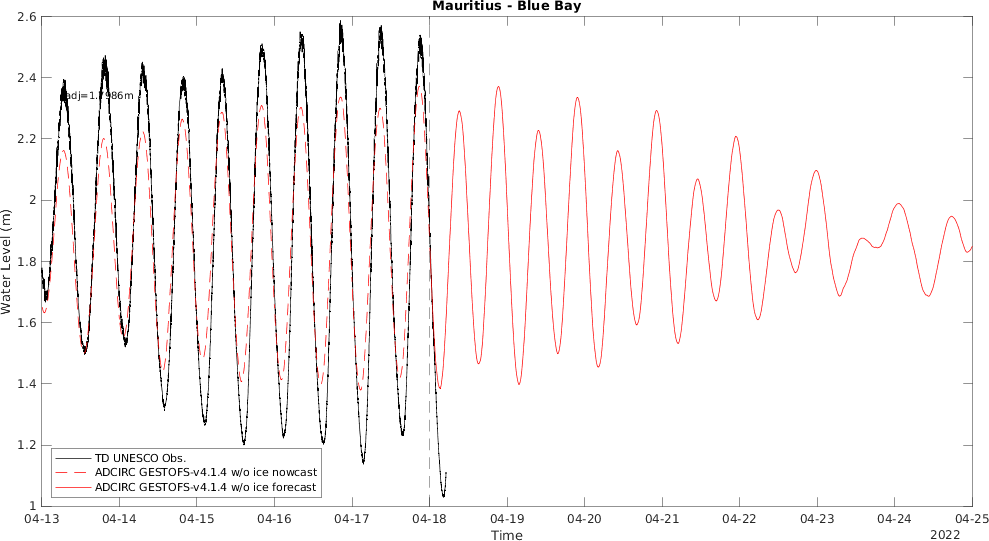 Mauritius - Blue Bay
2.6
2.4
2.2
2
1.8
1.6
1.4
1.2
1
Water Level (m)
adj=1.7986m
TD UNESCO Obs.
ADCIRC GESTOFS-v4.1.4 w/o ice nowcast
ADCIRC GESTOFS-v4.1.4 w/o ice forecast
04-13 04-14 04-15 04-16 04-17 04-18 04-19 04-20 04-21 04-22 04-23 04-24 04-25
Time
2022